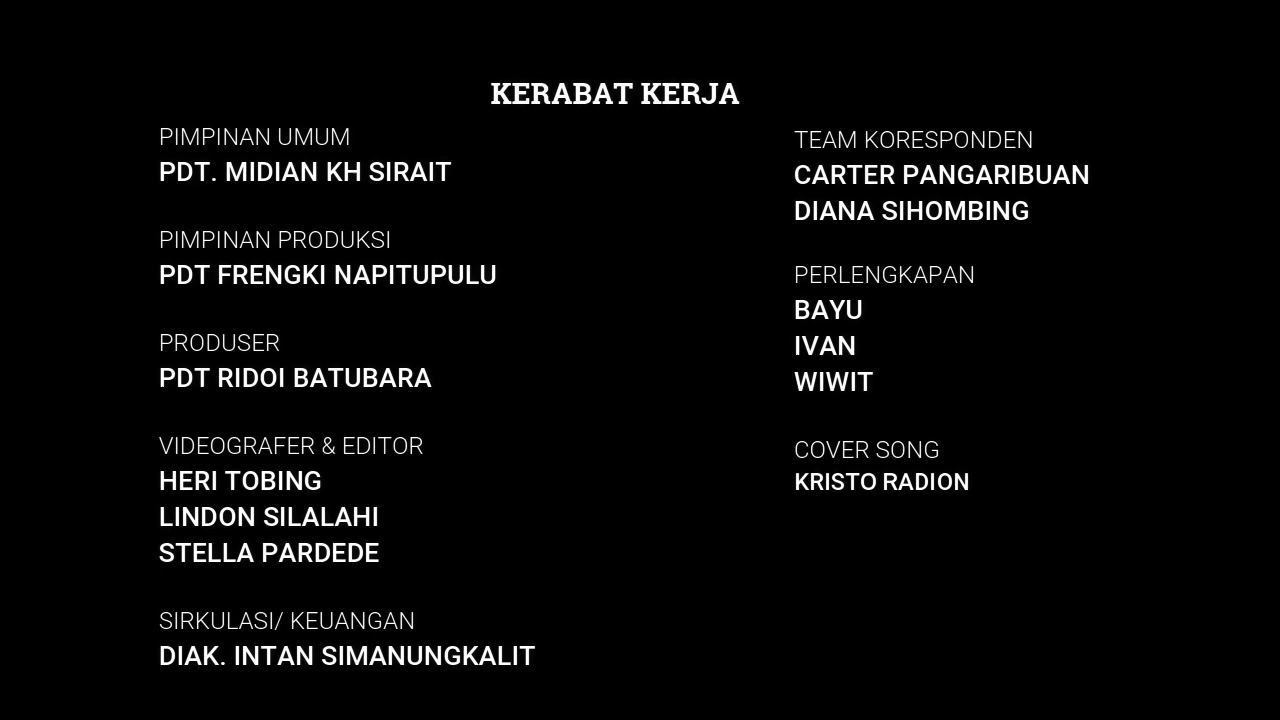 KERABAT KERJA
PIMPINAN UMUM
PDT. MIDIAN KH SIRAIT
PIMPINAN PRODUKSI
PDT FRENGKI NAPITUPULU
PRODUSER
PDT RIDOI BATUBARA
VIDEOGRAFER & EDITOR
HERI TOBING
LINDON SILALAHI
STELLA PARDEDE
SIRKULASI/ KEUANGAN
DIAK. INTAN SIMANUNGKALIT
TEAM KORESPONDEN
CARTER PANGARIBUAN
DIANA SIHOMBING
PERLENGKAPAN
BAYU
IVAN
WIWIT
COVER SONG
KRISTO RADION